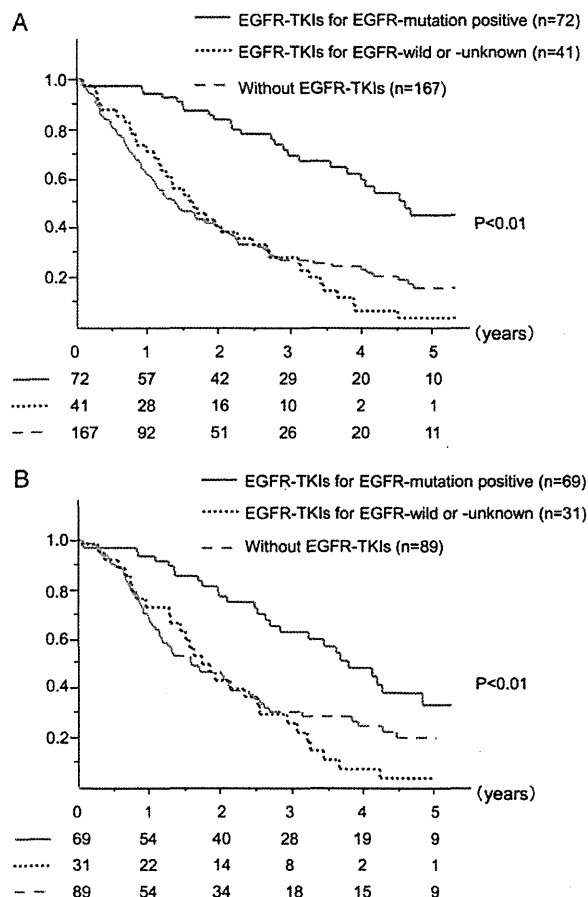 A
EGFR-TKIs for EGFR-mutation positive (n=72)
EGFR-TKIs for EGFR-wild or -unknown (n=41)
Without EGFR-TKIs (n=167)
1.0
0.8
0.6
0.4
0.2
P<0.01
(years)
0 1 2 3 4 5
72 57 42 29 20 10
41 28 16 10 2 1
167 92 51 26 20 11
B
EGFR-TKIs for EGFR-mutation positive (n=69)
EGFR-TKIs for EGFR-wild or -unknown (n=31)
Without EGFR-TKIs (n=89)
1.0
0.8
0.6
0.4
0.2
P<0.01
(years)
0 1 2 3 4 5
69 54 40 28 19 9
31 22 14 8 2 1
89 54 34 18 15 9